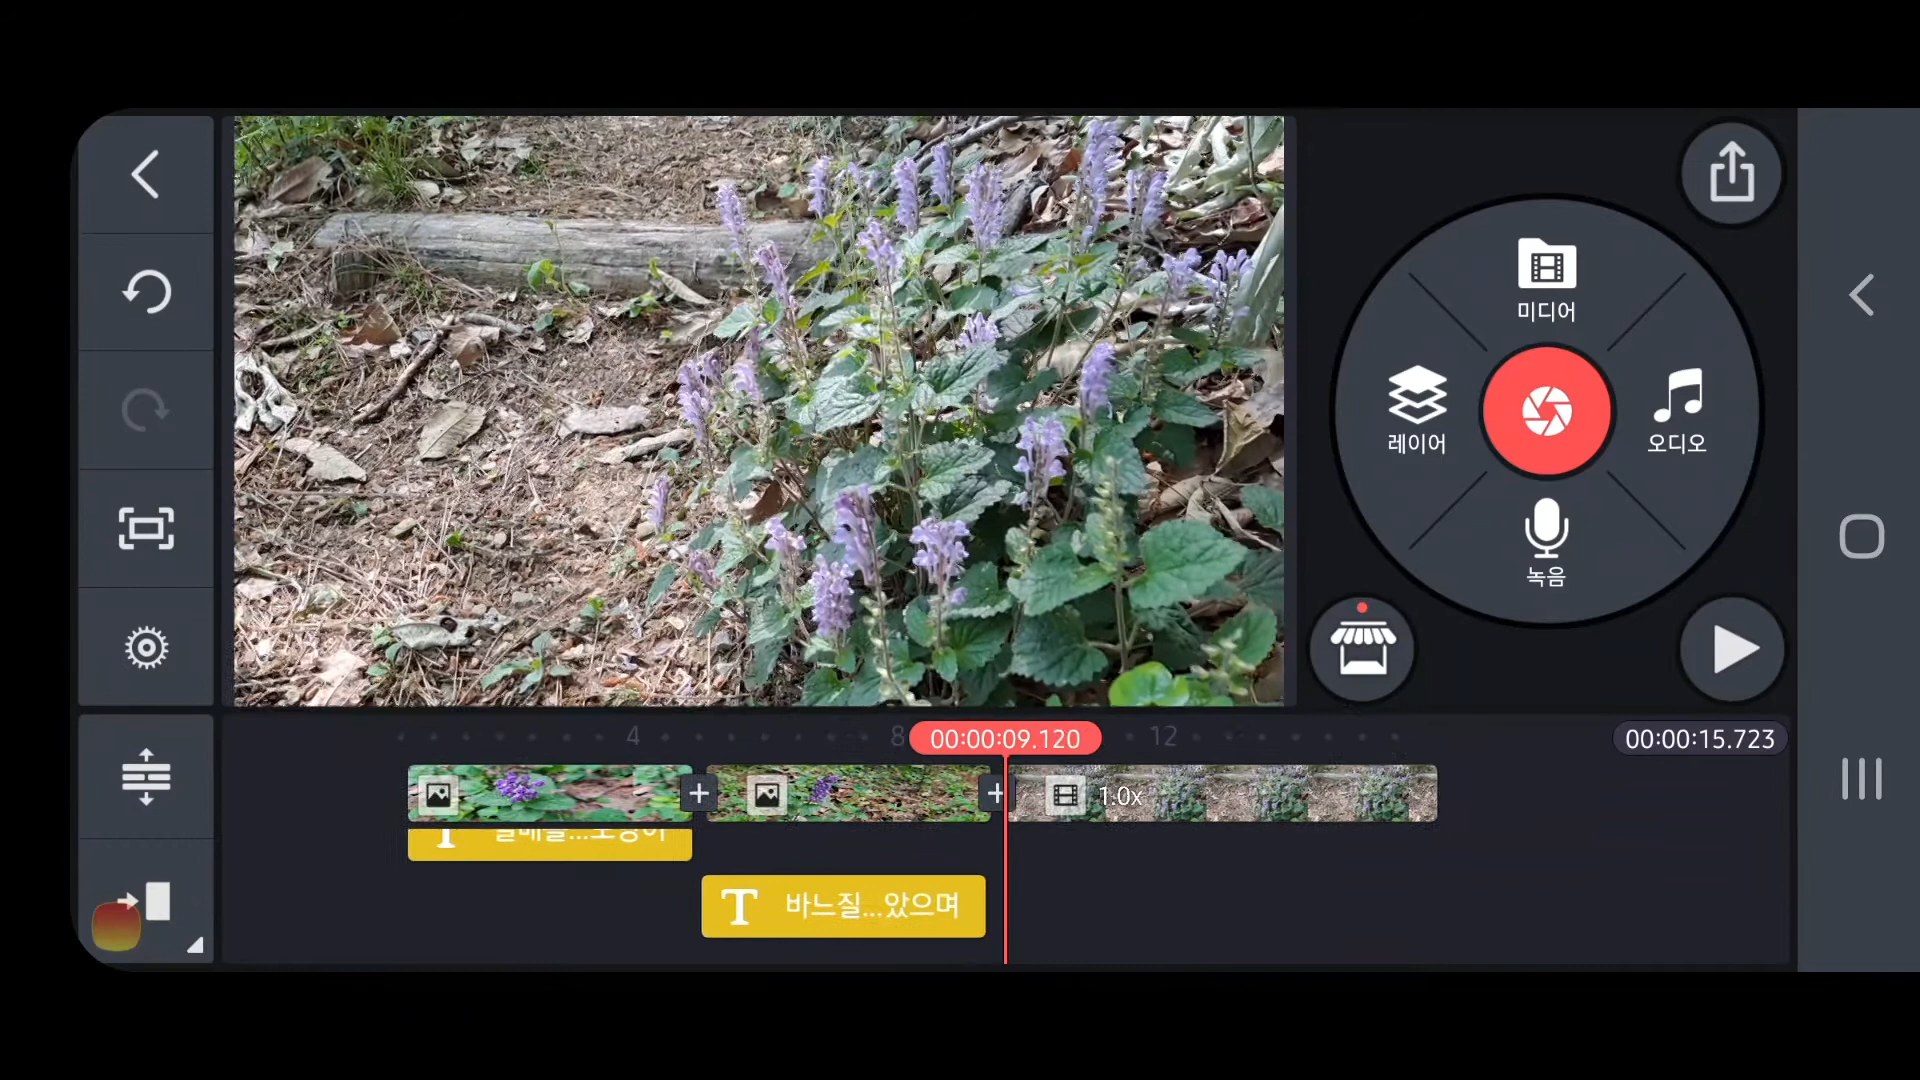 미디어
레이어
오디오
녹음
4
8
00:00:09.120
12
00:00:15.723
1.0x
T
T 바느질...았으며